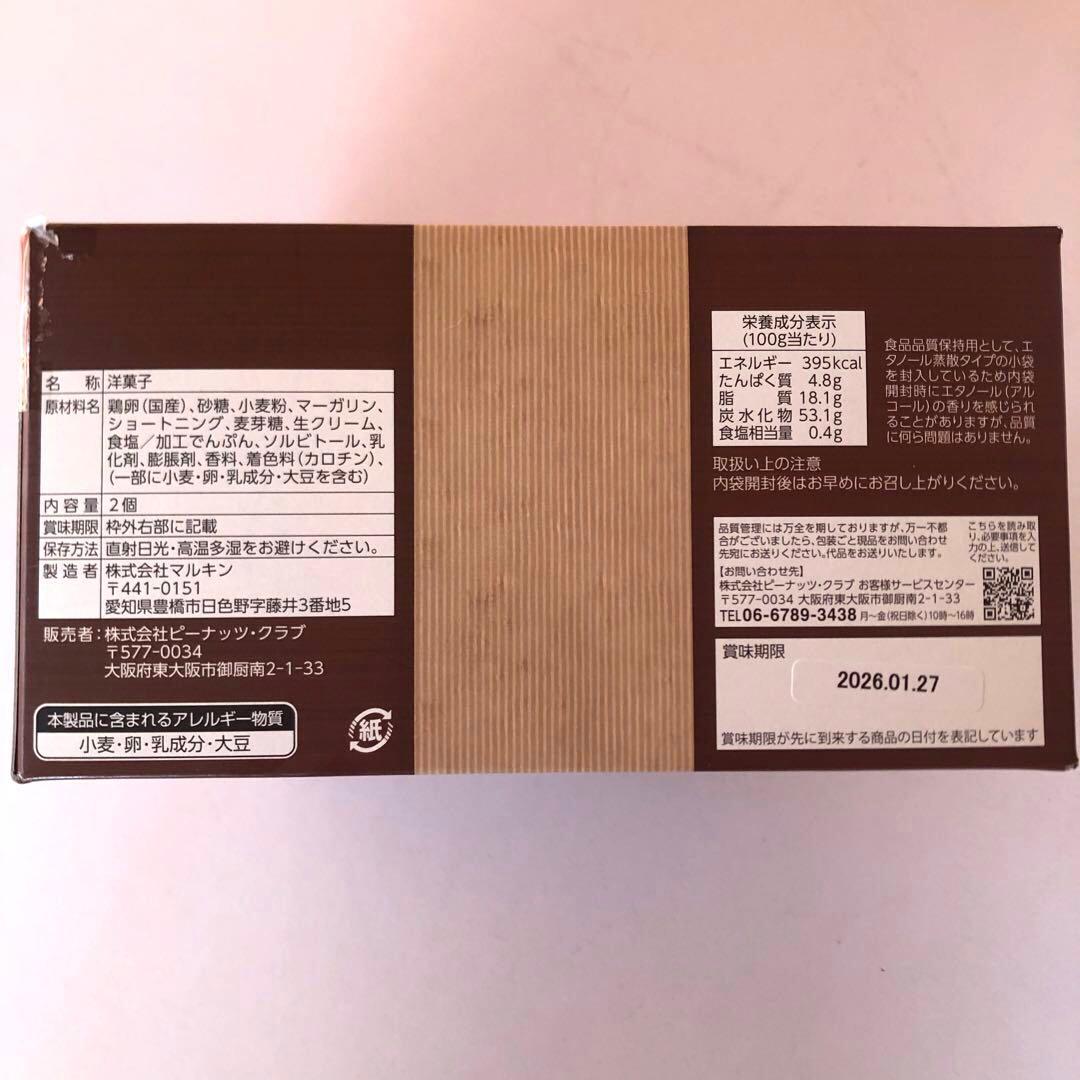 名称 洋菓子
原材料名 鶏卵(国産)、砂糖、小麦粉、マーガリン、
ショートニング、麦芽糖、生クリーム、
食塩/加工でんぷん、ソルビトール、乳
化剤、膨脹剤、香料、着色料(カロチン)、
(一部に小麦・卵・乳成分・大豆を含む)
内容量 2個
賞味期限 枠外右部に記載
保存方法 直射日光・高温多湿をお避けください。
製造者 株式会社マルキン
〒441-0151
愛知県豊橋市日色野字藤井3番地5
販売者:株式会社ピーナッツ・クラブ
〒577-0034
大阪府東大阪市御厨南2-1-33
本製品に含まれるアレルギー物質
小麦・卵・乳成分・大豆
紙
栄養成分表示
(100g当たり)
エネルギー 395kcal
たんぱく質 4.8g
脂質 18.1g
炭水化物 53.1g
食塩相当量 0.4g
食品品質保持用として、エ
タノール蒸散タイプの小袋
を封入しているため内袋
開封時にエタノール(アル
コール)の香りを感じられ
ることがありますが、品質
に何ら問題はありません。
取扱い上の注意
内袋開封後はお早めにお召し上がりください。
品質管理には万全を期しておりますが、万一不都
合がございましたら、包装ごと現品をお問い合わせ
先宛にお送りください。代品をお送りいたします。
【お問い合わせ先】
株式会社ピーナッツ・クラブ お客様サービスセンター
〒577-0034 大阪府東大阪市御厨南2-1-33
TEL06-6789-3438 月〜金(祝日除く)10時〜16時
こちらを読み取
り、必要事項を入
力の上、送信して
ください。
賞味期限
2026.01.27
賞味期限が先に到来する商品の日付を表記しています